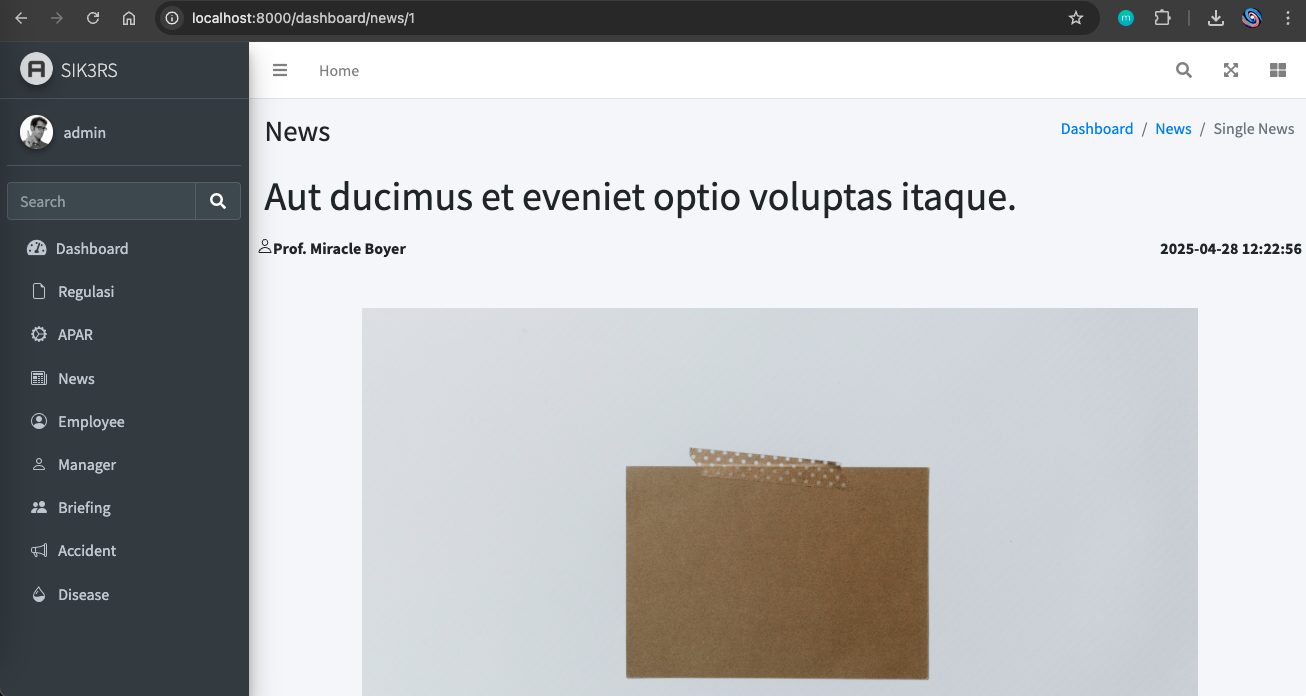 localhost:8000/dashboard/news/1
m
A SIK3RS
Home
admin
Search
Dashboard
Regulasi
APAR
News
Employee
Manager
Briefing
Accident
Disease
News
Dashboard / News / Single News
Aut ducimus et eveniet optio voluptas itaque.
Prof. Miracle Boyer
2025-04-28 12:22:56